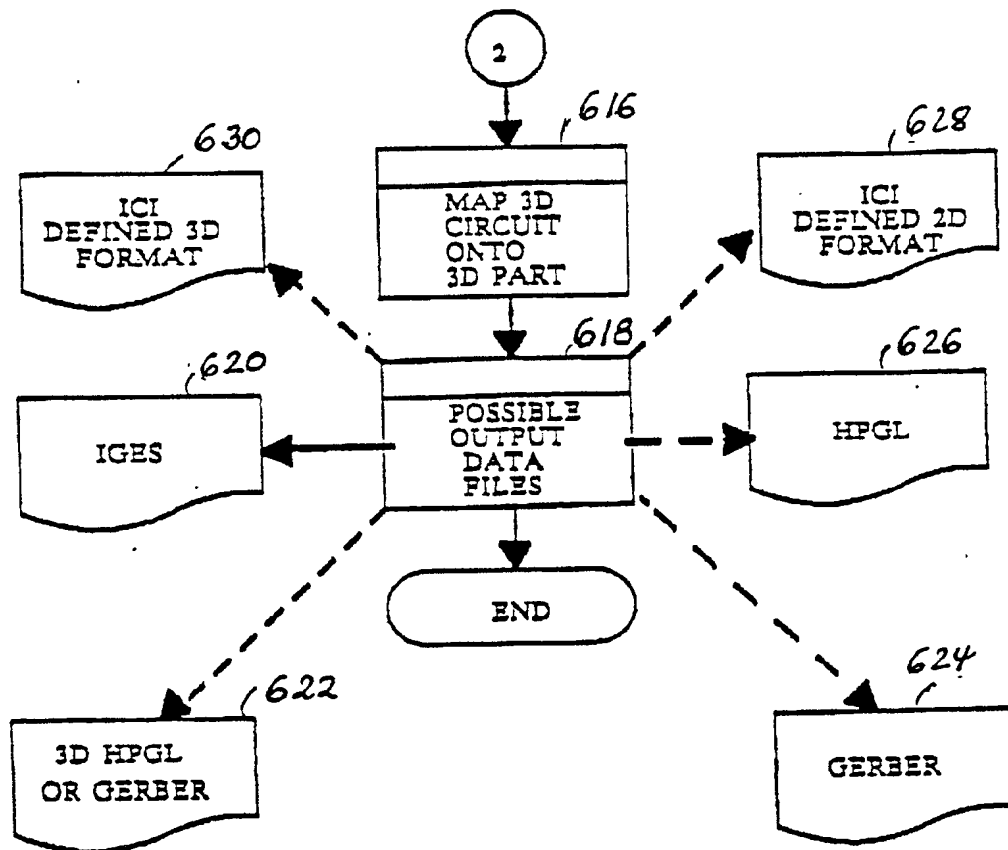 2
616
MAP 3D
CIRCUIT
ONTO
3D PART
630
ICI
DEFINED 3D
FORMAT
628
ICI
DEFINED 2D
FORMAT
618
POSSIBLE
OUTPUT
DATA
FILES
620
IGES
626
HPGL
END
622
3D HPGL
OR GERBER
624
GERBER